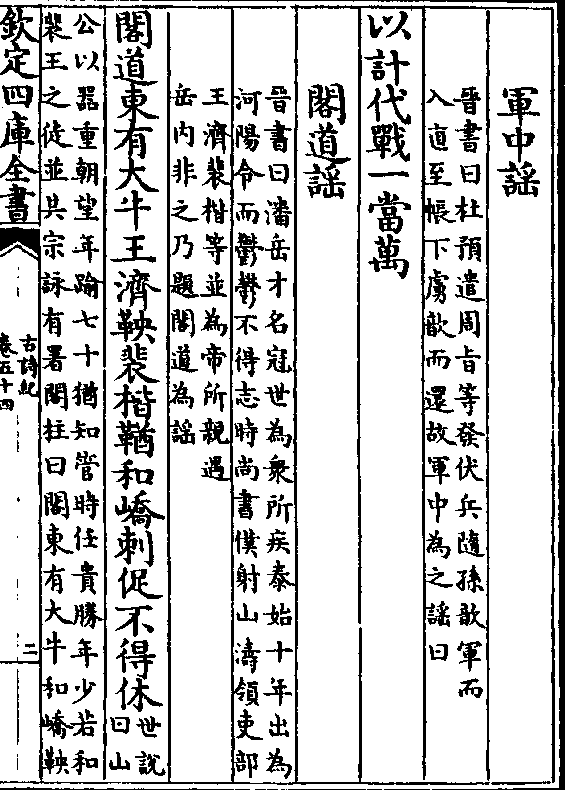 軍中謡
晉書曰杜預遣周旨等發伏兵隨孫歆軍而
入直至帳下虜歆而還故軍中為之謡曰
以計代戰一當萬
閣道謡
晉書曰潘岳才名冠世為衆所疾泰始十年出為
河陽令而鬱鬱不得志時尚書僕射山濤領吏部
王濟裴楷等並為帝所親遇
岳内非之乃題閣道為謡
閣道東有大牛王濟鞅裴楷鞧和嶠刺促不得休世説
曰山
公以器重朝望年踰七十猶知管時任貴勝年少若和
裴王之徒並共宗詠有署閣柱曰閣東有大牛和嶠鞅
欽定四庫全書
古詩紀
卷五十四
二